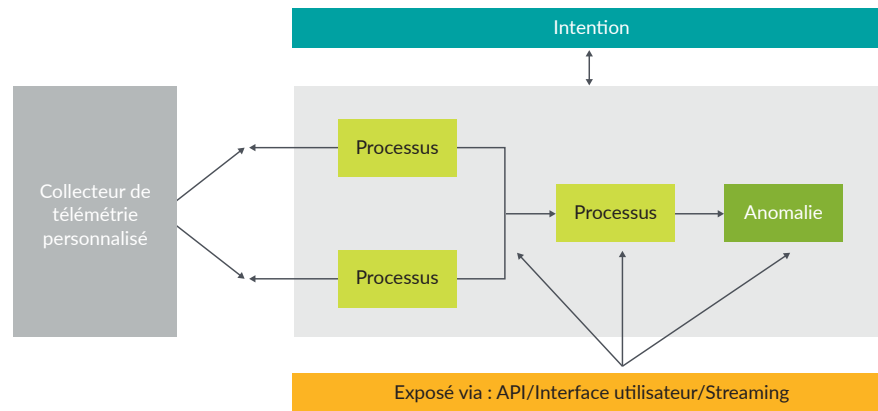 Intention
Collecteur de
télémétrie
personnalisé
Processus
Processus
Processus
Anomalie
Exposé via : API/Interface utilisateur/Streaming